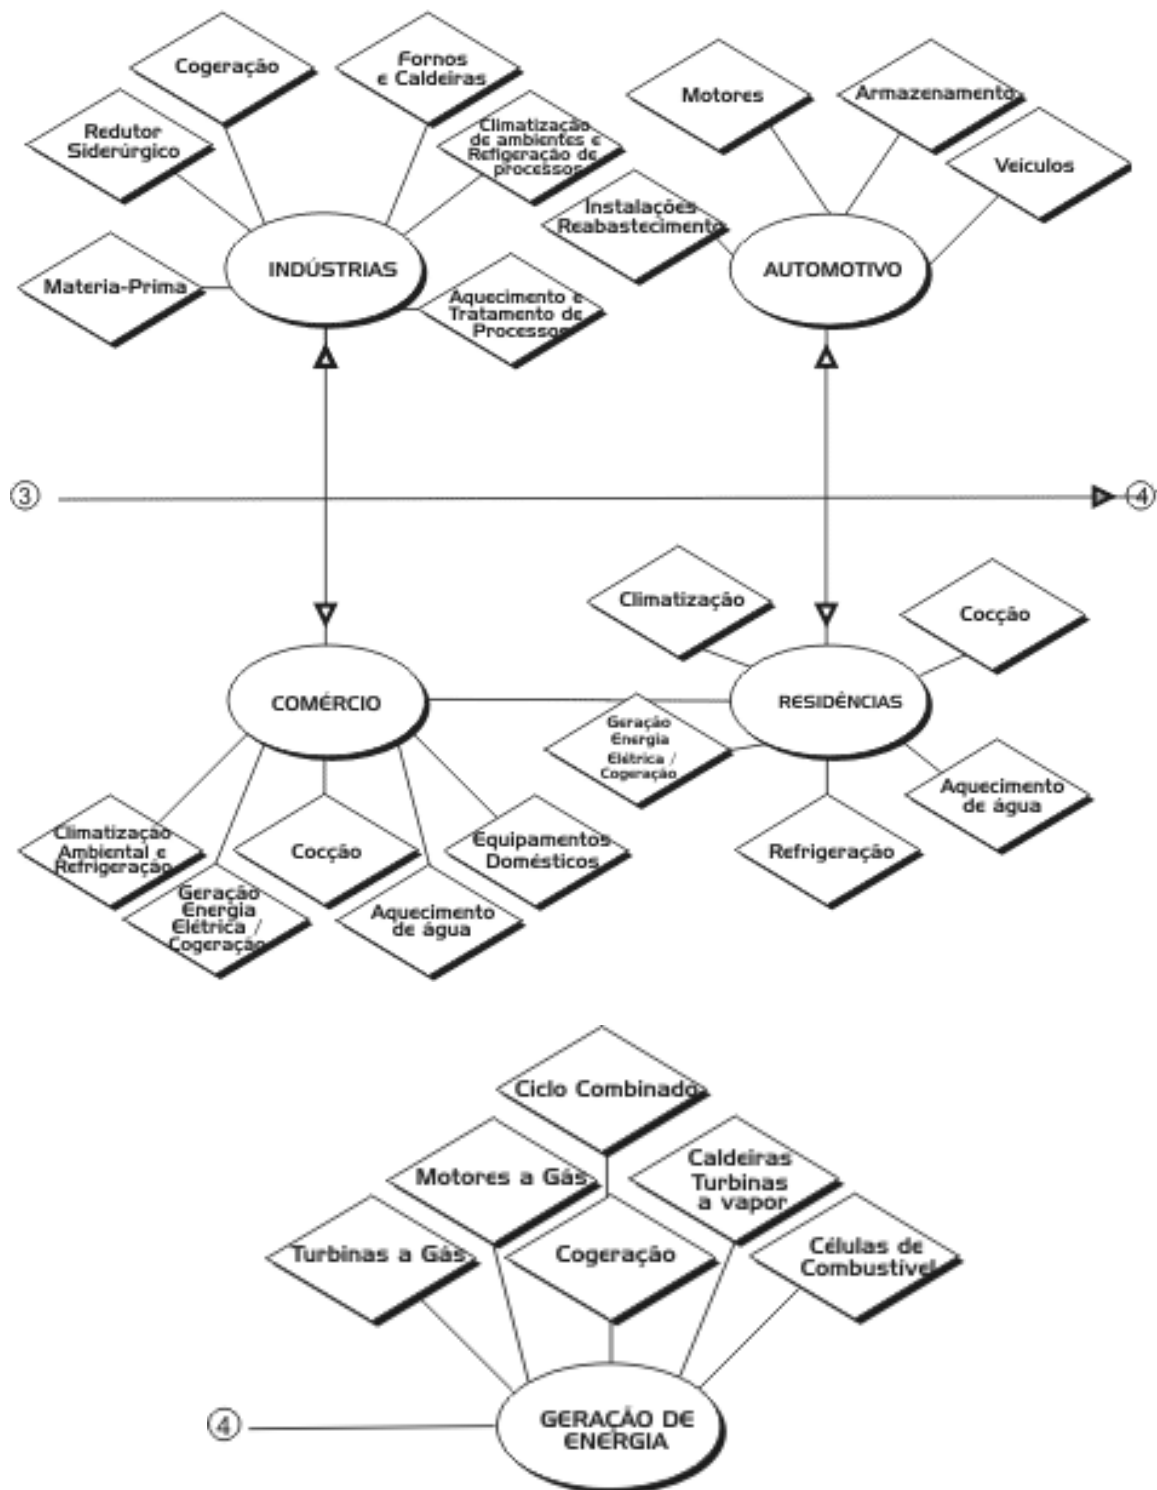 Cogeração
Fornos
e Caldeiras
Redutor
Siderúrgico
Climatização
de ambientes e
Refigeração de
processos
Materia-Prima
INDÚSTRIAS
Aquecimento e
Tratamento de
Processos
Motores
Armazenamento
Veiculos
Instalações
Reabastecimento
AUTOMOTIVO
3
4
Climatização
Cocção
COMÉRCIO
RESIDÊNCIAS
Geração
Energia
Elétrica /
Cogeração
Aquecimento
de água
Refrigeração
Climatização
Ambiental e
Refrigeração
Geração
Energia
Elétrica /
Cogeração
Cocção
Aquecimento
de água
Equipamentos
Domésticos
Ciclo Combinado
Motores a Gás
Caldeiras
Turbinas
a vapor
Turbinas a Gás
Cogeração
Células de
Combustível
4
GERAÇÃO DE
ENERGIA